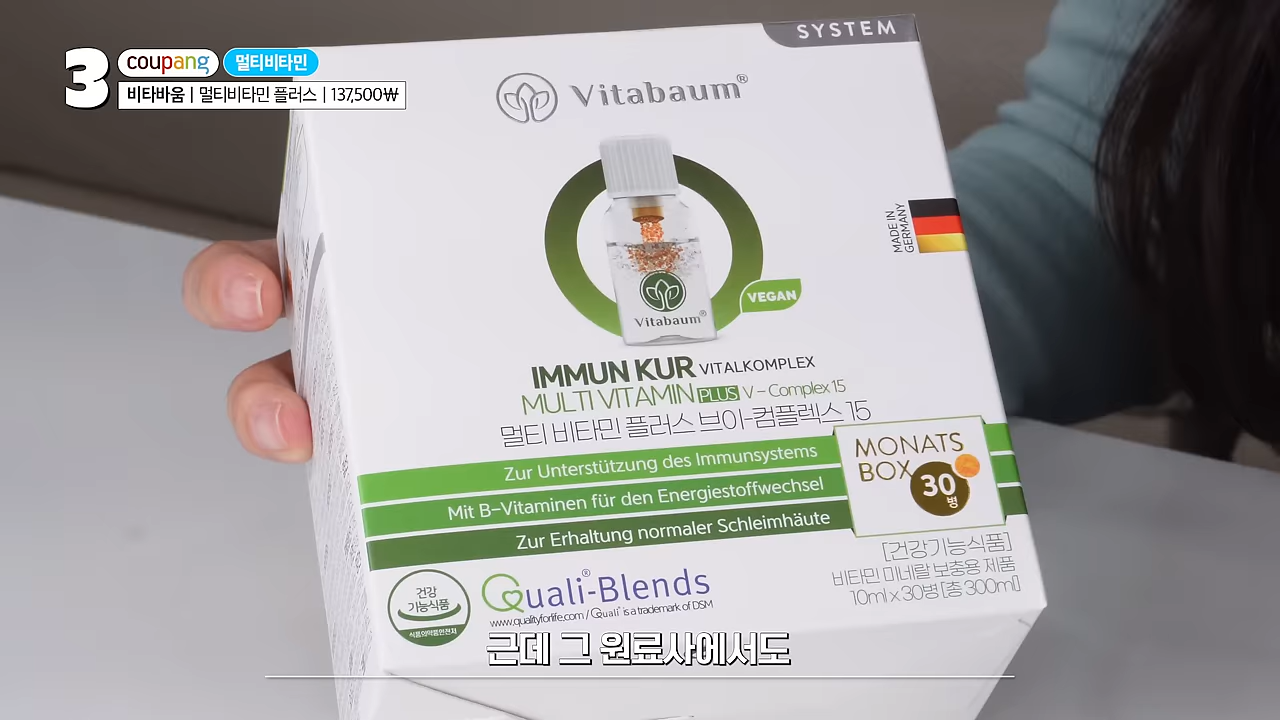 3
coupang 멀티비타민
비타바움 | 멀티비타민 플러스 | 137,500₩
SYSTEM
Vitabaum®
MADE IN
GERMANY
VEGAN
Vitabaum®
IMMUN KUR VITALKOMPLEX
MULTI VITAMIN PLUS V-Complex 15
멀티 비타민 플러스 브이-컴플렉스 15
Zur Unterstützung des Immunsystems
Mit B-Vitaminen für den Energiestoffwechsel
Zur Erhaltung normaler Schleimhäute
MONATS
BOX
30
병
[건강기능식품]
비타민 미네랄 보충용 제품
10ml x 30병 [총 300ml]
건강
기능식품
식품의약품안전처
Quali®-Blends
www.qualityforlife.com / Quali® is a trademark of DSM
근데 그 원료사에서도